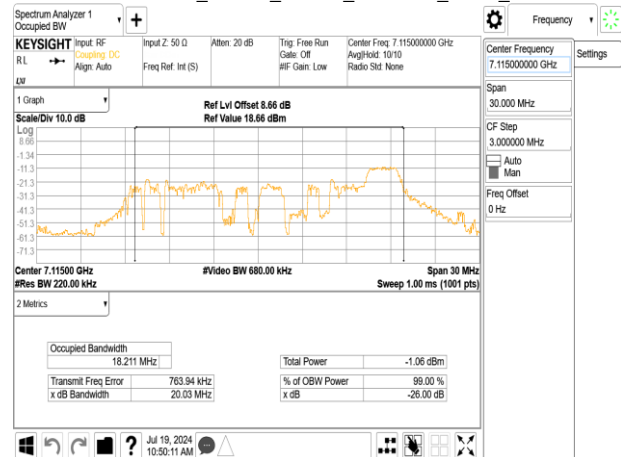 Spectrum Analyzer 1
Occupied BW
KEYSIGHT
RL
Input: RF
Coupling: DC
Align: Auto
Input Z: 50 Ω
Freq Ref: Int (S)
Atten: 20 dB
Trig: Free Run
Gate: Off
#IF Gain: Low
Center Freq: 7.115000000 GHz
Avg|Hold: 10/10
Radio Std: None
LXI
1 Graph
Ref Lvl Offset 8.66 dB
Scale/Div 10.0 dB
Ref Value 18.66 dBm
Log
8.66
-1.34
-11.3
-21.3
-31.3
-41.3
-51.3
-61.3
-71.3
Center 7.11500 GHz
#Video BW 680.00 kHz
Span 30 MHz
#Res BW 220.00 kHz
Sweep 1.00 ms (1001 pts)
2 Metrics
Occupied Bandwidth
18.211 MHz
Total Power -1.06 dBm
Transmit Freq Error 763.94 kHz
% of OBW Power 99.00 %
x dB Bandwidth 20.03 MHz
x dB -26.00 dB
?
Jul 19, 2024
10:50:11 AM
Frequency
Center Frequency
7.115000000 GHz
Settings
Span
30.000 MHz
CF Step
3.000000 MHz
Auto
Man
Freq Offset
0 Hz